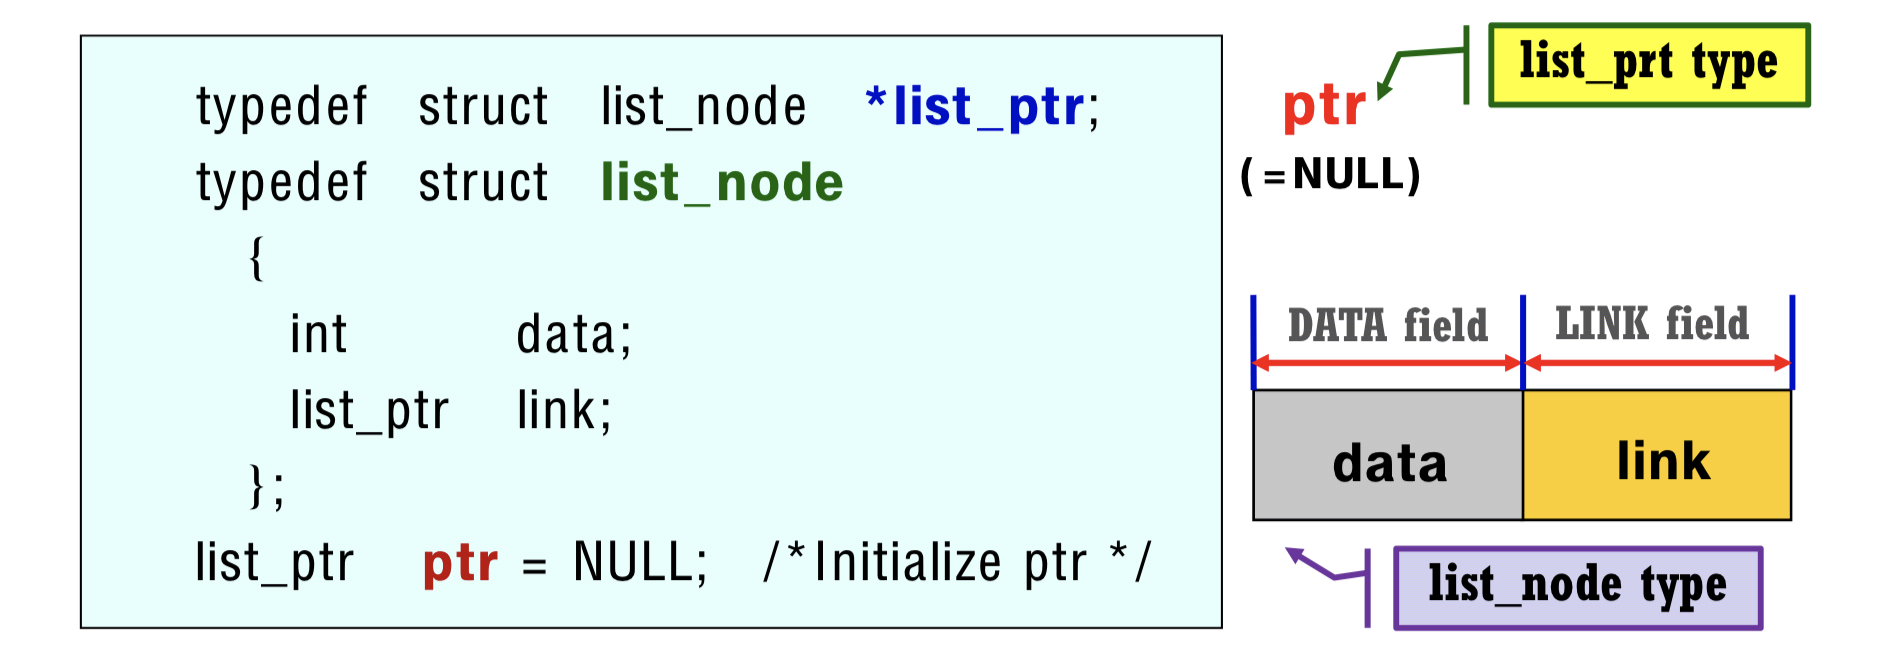 typedef struct list_node *list_ptr;
typedef struct list_node
{
int data;
list_ptr link;
};
list_ptr ptr = NULL; /*Initialize ptr */
list_prt type
ptr
(=NULL)
DATA field LINK field
data link
list_node type